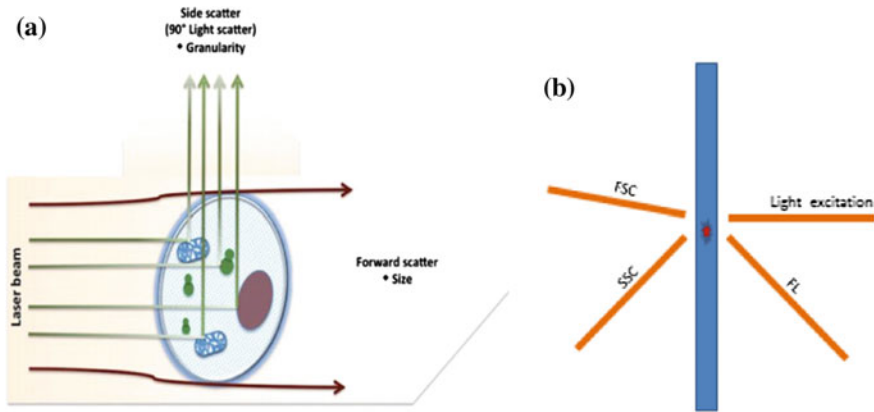 (a)
Side scatter
(90° Light scatter)
• Granularity
Laser beam
Forward scatter
• Size
(b)
FSC
Light excitation
SSC
FL